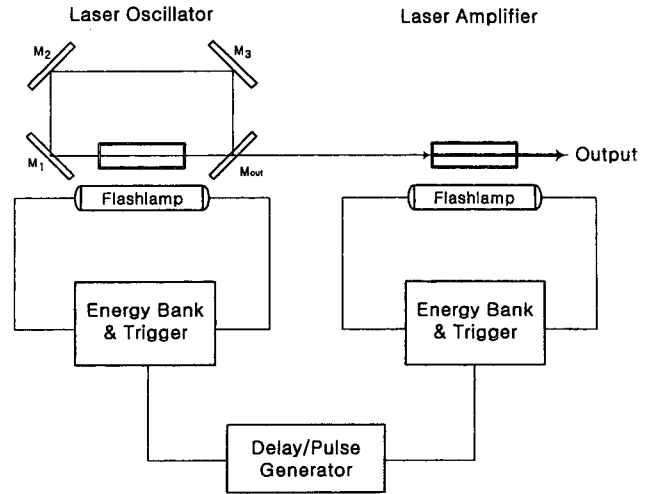 Laser Oscillator
Laser Amplifier
M2
M3
M1
Mout
Output
Flashlamp
Flashlamp
Energy Bank
& Trigger
Energy Bank
& Trigger
Delay/Pulse
Generator